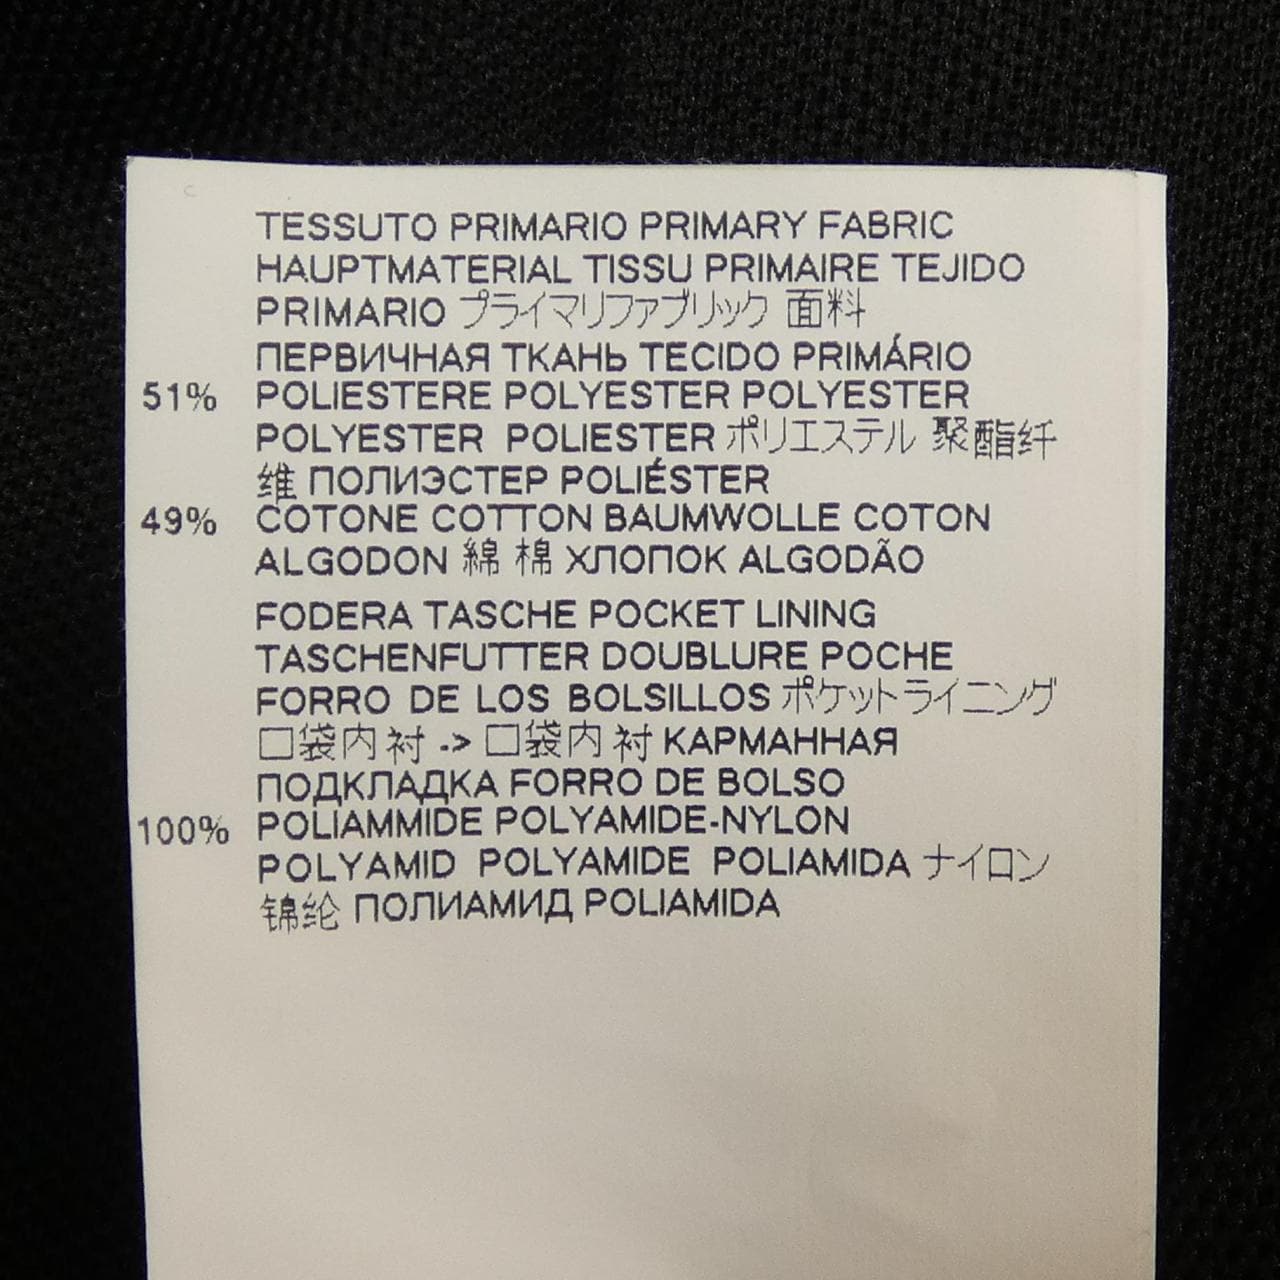 TESSUTO PRIMARIO PRIMARY FABRIC
HAUPTMATERIAL TISSU PRIMAIRE TEJIDO
PRIMARIO プライマリファブリック 面料
ПЕРВИЧНАЯ ТКАНЬ TECIDO PRIMÁRIO
51% POLIESTERE POLYESTER POLYESTER
POLYESTER POLIESTER ポリエステル 聚酯纤
维 ПОЛИЭСТЕР POLIÉSTER
49% COTONE COTTON BAUMWOLLE COTON
ALGODON 綿 棉 ХЛОПОК ALGODÃO
FODERA TASCHE POCKET LINING
TASCHENFUTTER DOUBLURE POCHE
FORRO DE LOS BOLSILLOS ポケットライニング
口袋内衬 -> 口袋内衬 КАРМАННАЯ
ПОДКЛАДКА FORRO DE BOLSO
100% POLIAMMIDE POLYAMIDE-NYLON
POLYAMID POLYAMIDE POLIAMIDA ナイロン
锦纶 ПОЛИАМИД POLIAMIDA